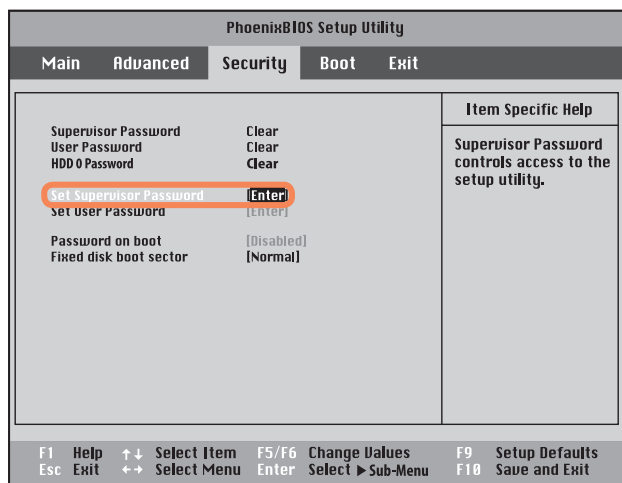 PhoenixBIOS Setup Utility
Main Advanced Security Boot Exit
Supervisor Password Clear
User Password Clear
HDD 0 Password Clear
Set Supervisor Password [Enter]
Set User Password [Enter]
Password on boot [Disabled]
Fixed disk boot sector [Normal]
Item Specific Help
Supervisor Password
controls access to the
setup utility.
F1 Help ↑↓ Select Item F5/F6 Change Values F9 Setup Defaults
Esc Exit ←→ Select Menu Enter Select ▶ Sub-Menu F10 Save and Exit